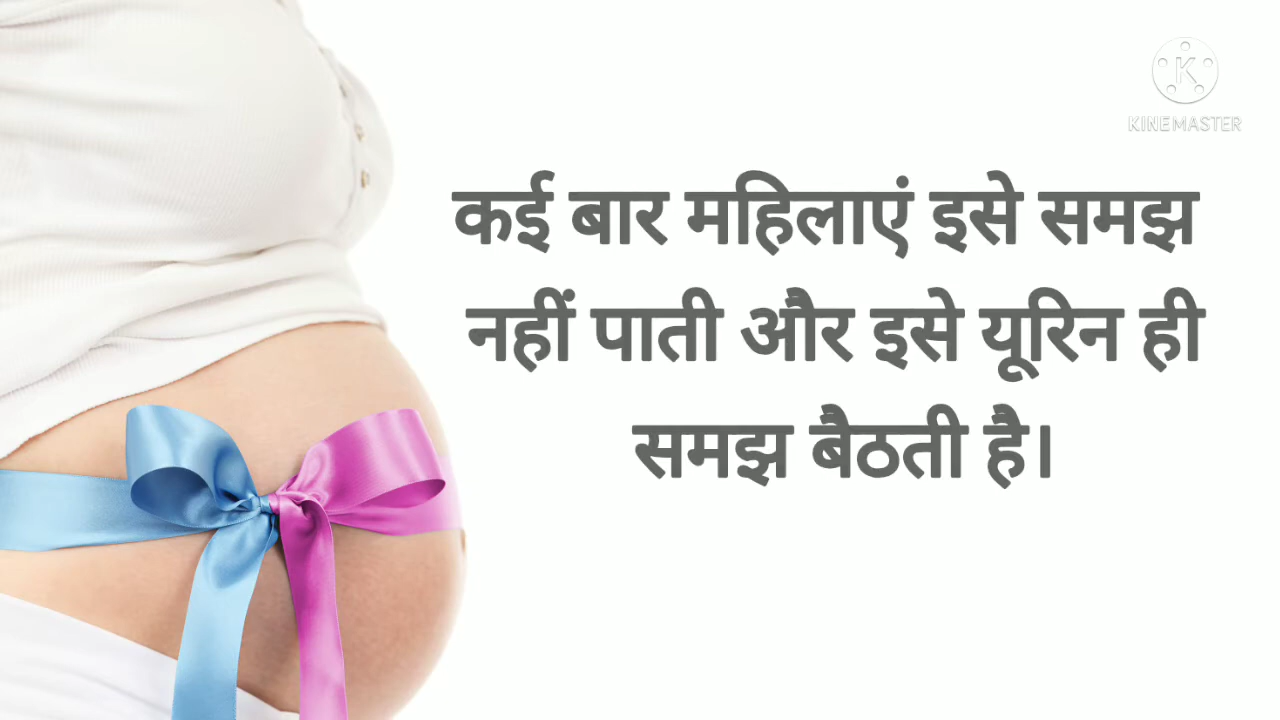 KINEMASTER
कई बार महिलाएं इसे समझ
नहीं पाती और इसे यूरिन ही
समझ बैठती है।